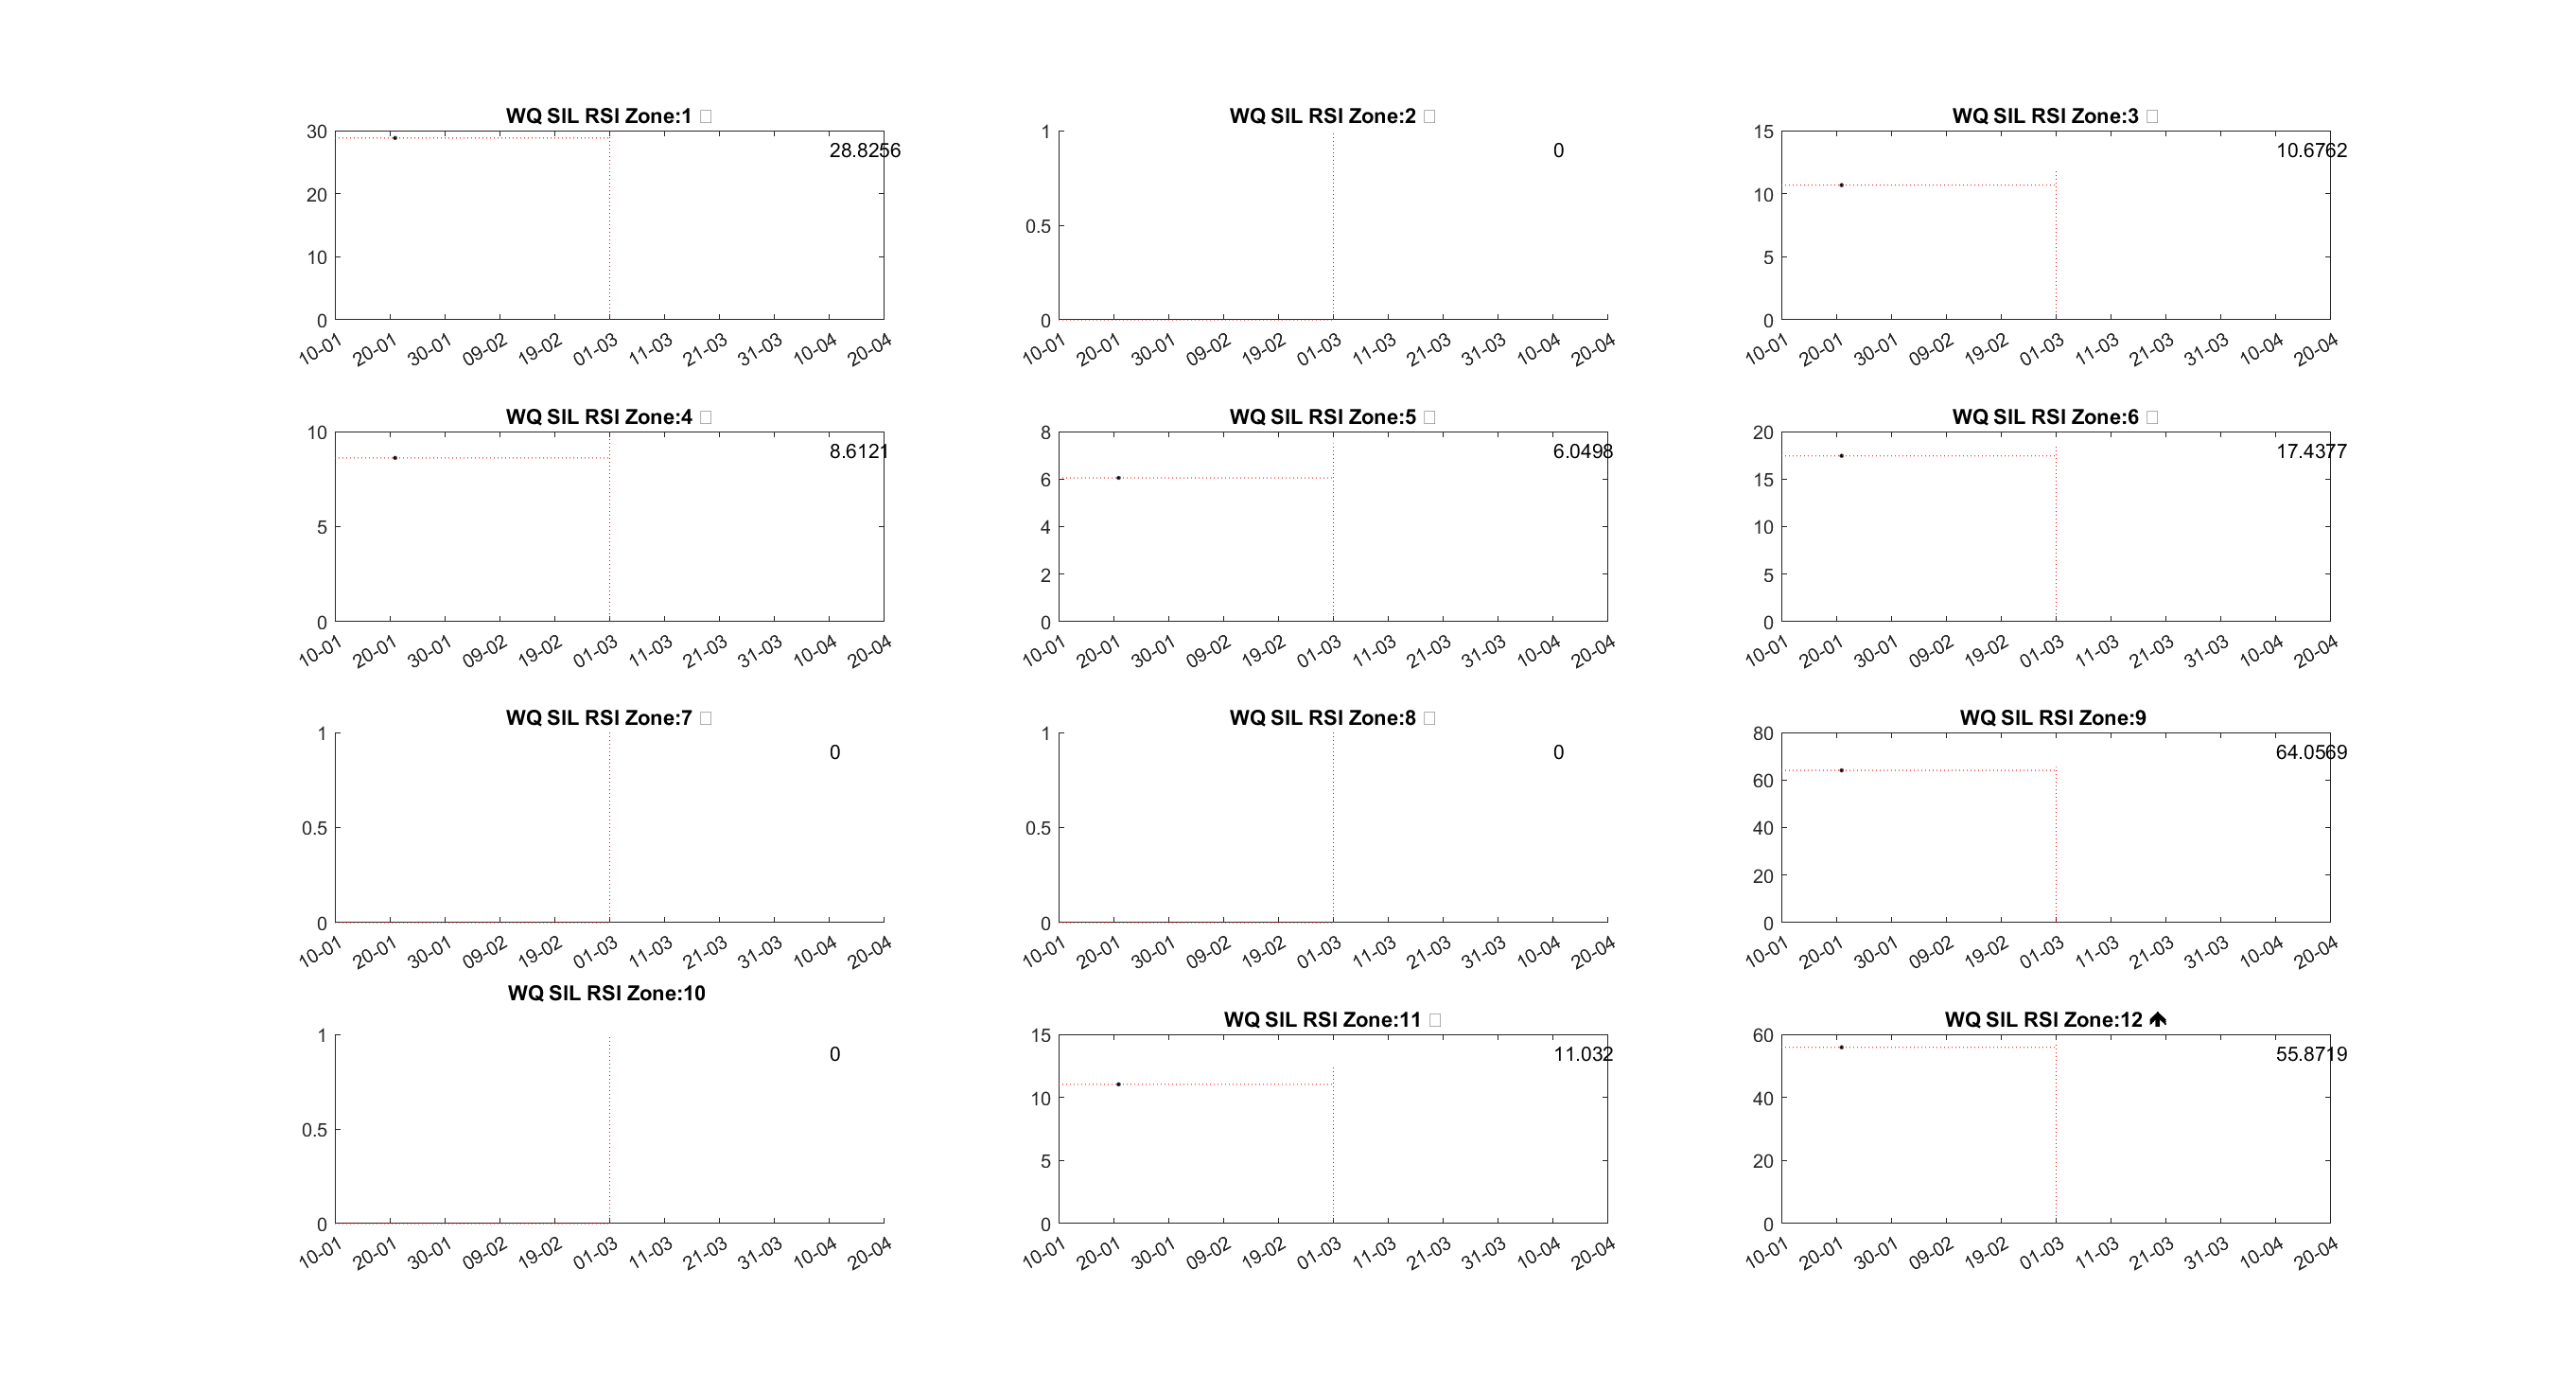 WQ SIL RSI Zone:1 □
30
20
10
0
28.8256
10-01 20-01 30-01 09-02 19-02 01-03 11-03 21-03 31-03 10-04 20-04
WQ SIL RSI Zone:2 □
1
0.5
0
0
10-01 20-01 30-01 09-02 19-02 01-03 11-03 21-03 31-03 10-04 20-04
WQ SIL RSI Zone:3 □
15
10
5
0
10.6762
10-01 20-01 30-01 09-02 19-02 01-03 11-03 21-03 31-03 10-04 20-04
WQ SIL RSI Zone:4 □
10
5
0
8.6121
10-01 20-01 30-01 09-02 19-02 01-03 11-03 21-03 31-03 10-04 20-04
WQ SIL RSI Zone:5 □
8
6
4
2
0
6.0498
10-01 20-01 30-01 09-02 19-02 01-03 11-03 21-03 31-03 10-04 20-04
WQ SIL RSI Zone:6 □
20
15
10
5
0
17.4377
10-01 20-01 30-01 09-02 19-02 01-03 11-03 21-03 31-03 10-04 20-04
WQ SIL RSI Zone:7 □
1
0.5
0
0
10-01 20-01 30-01 09-02 19-02 01-03 11-03 21-03 31-03 10-04 20-04
WQ SIL RSI Zone:8 □
1
0.5
0
0
10-01 20-01 30-01 09-02 19-02 01-03 11-03 21-03 31-03 10-04 20-04
WQ SIL RSI Zone:9
80
60
40
20
0
64.0569
10-01 20-01 30-01 09-02 19-02 01-03 11-03 21-03 31-03 10-04 20-04
WQ SIL RSI Zone:10
1
0.5
0
0
10-01 20-01 30-01 09-02 19-02 01-03 11-03 21-03 31-03 10-04 20-04
WQ SIL RSI Zone:11 □
15
10
5
0
11.032
10-01 20-01 30-01 09-02 19-02 01-03 11-03 21-03 31-03 10-04 20-04
WQ SIL RSI Zone:12
60
40
20
0
55.8719
10-01 20-01 30-01 09-02 19-02 01-03 11-03 21-03 31-03 10-04 20-04